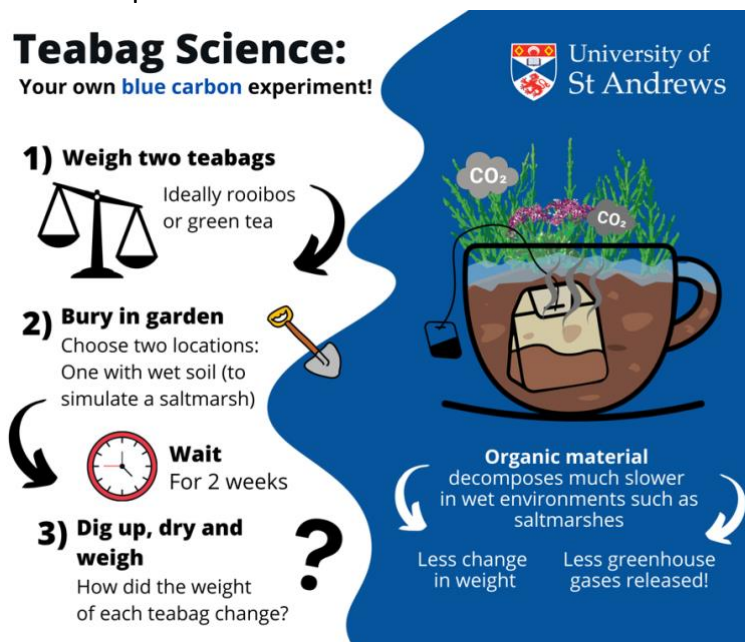 Teabag Science:
Your own blue carbon experiment!
University of
St Andrews
1) Weigh two teabags
Ideally rooibos
or green tea
2) Bury in garden
Choose two locations:
One with wet soil (to
simulate a saltmarsh)
Wait
For 2 weeks
3) Dig up, dry and
weigh
How did the weight
of each teabag change?
?
CO₂
CO₂
Organic material
decomposes much slower
in wet environments such as
saltmarshes
Less change
in weight
Less greenhouse
gases released!